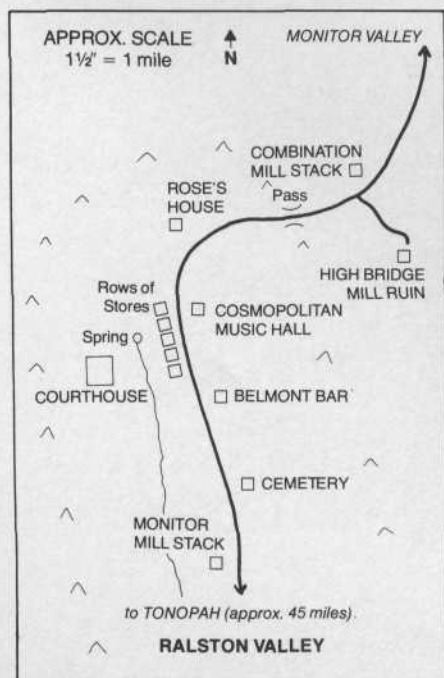 APPROX. SCALE
1½" = 1 mile
N
MONITOR VALLEY
COMBINATION
MILL STACK
Pass
ROSE'S
HOUSE
HIGH BRIDGE
MILL RUIN
Rows of
Stores
COSMOPOLITAN
MUSIC HALL
Spring
COURTHOUSE
BELMONT BAR
CEMETERY
MONITOR
MILL STACK
to TONOPAH (approx. 45 miles).
RALSTON VALLEY